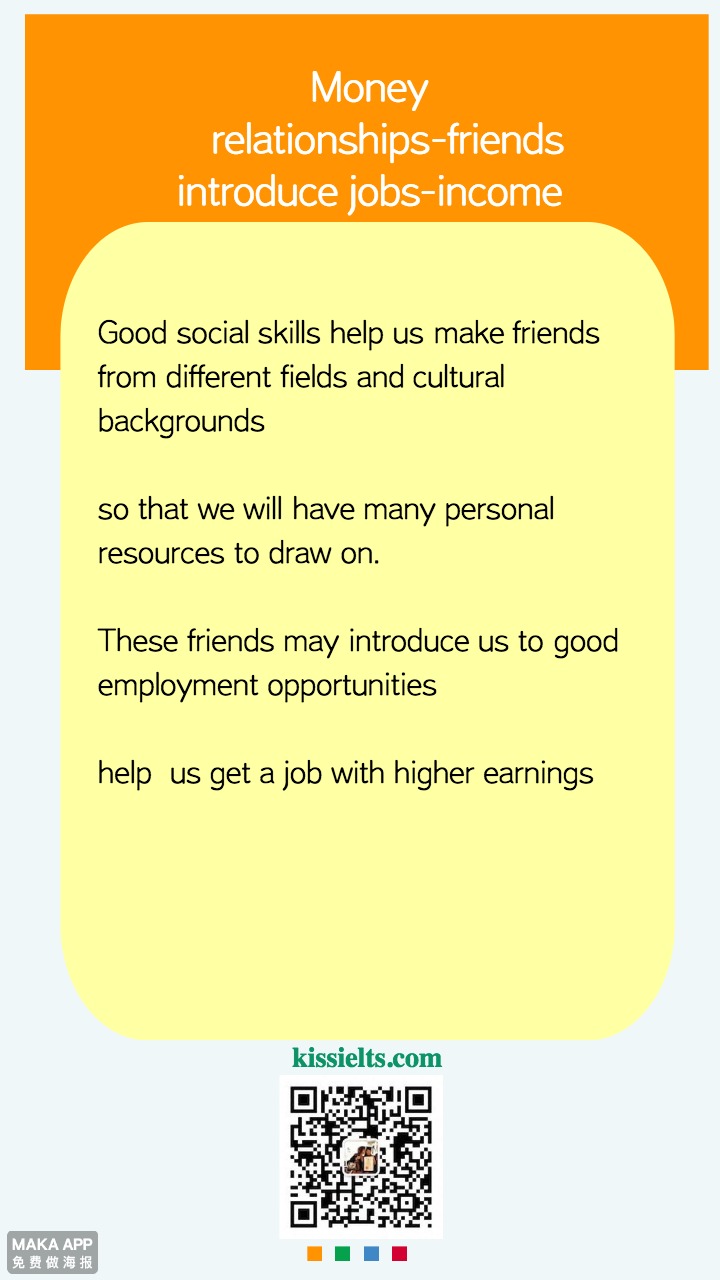 Money
relationships-friends
introduce jobs-income
Good social skills help us make friends
from different fields and cultural
backgrounds
so that we will have many personal
resources to draw on.
These friends may introduce us to good
employment opportunities
help  us get a job with higher earnings
kissielts.com
MAKA APP
免费做海报